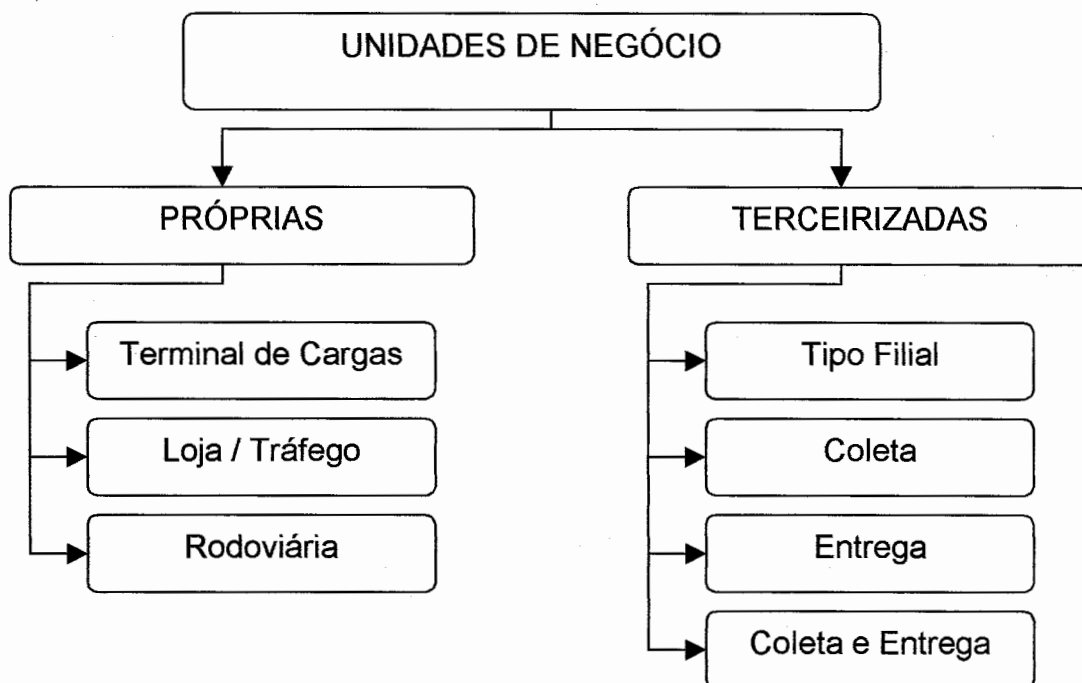 UNIDADES DE NEGÓCIO
PRÓPRIAS
Terminal de Cargas
Loja / Tráfego
Rodoviária
TERCEIRIZADAS
Tipo Filial
Coleta
Entrega
Coleta e Entrega